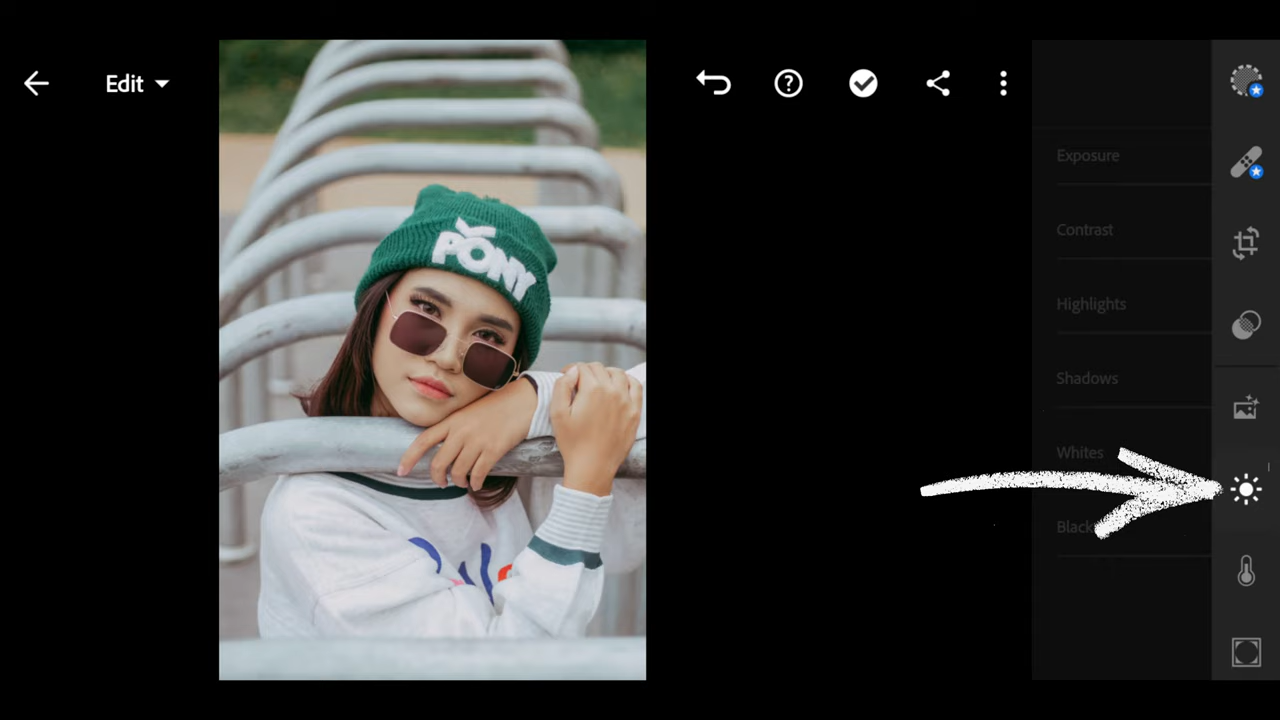 Edit
PONY
Exposure
Contrast
Highlights
Shadows
Whites
Black